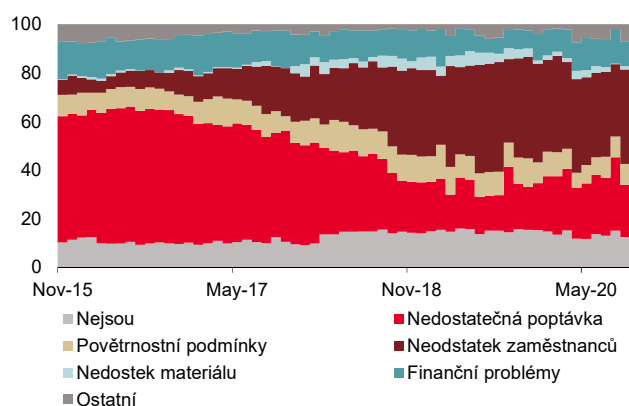 100
80
60
40
20
0
Nov-15 May-17 Nov-18 May-20
Nejsou Nedostatečná poptávka
Povětrnostní podmínky Neodstatek zaměstnanců
Nedostek materiálu Finanční problémy
Ostatní